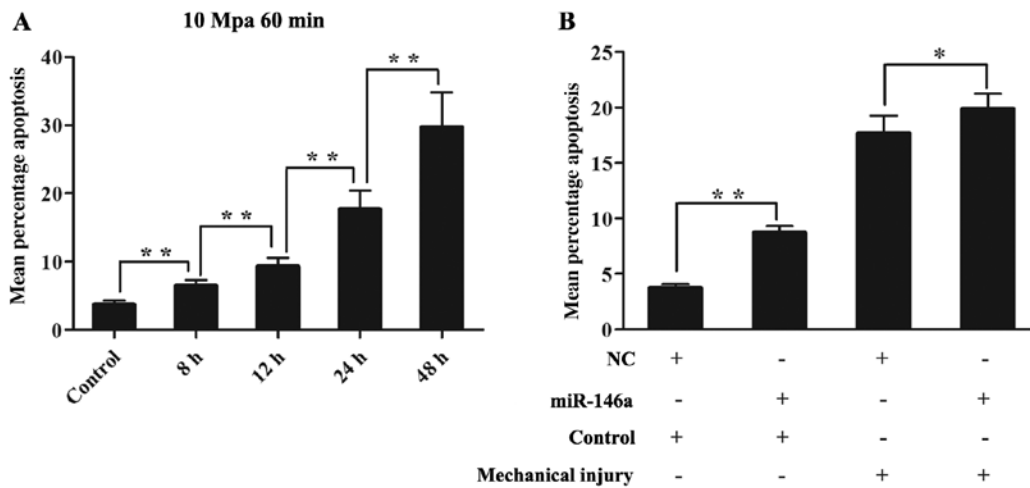 A
10 Mpa 60 min
Mean percentage apoptosis
40
30
20
10
0
* *
* *
* *
* *
Control
8 h
12 h
24 h
48 h
B
Mean percentage apoptosis
25
20
15
10
5
0
* *
*
NC + - + -
miR-146a - + - +
Control + + - -
Mechanical injury - - + +